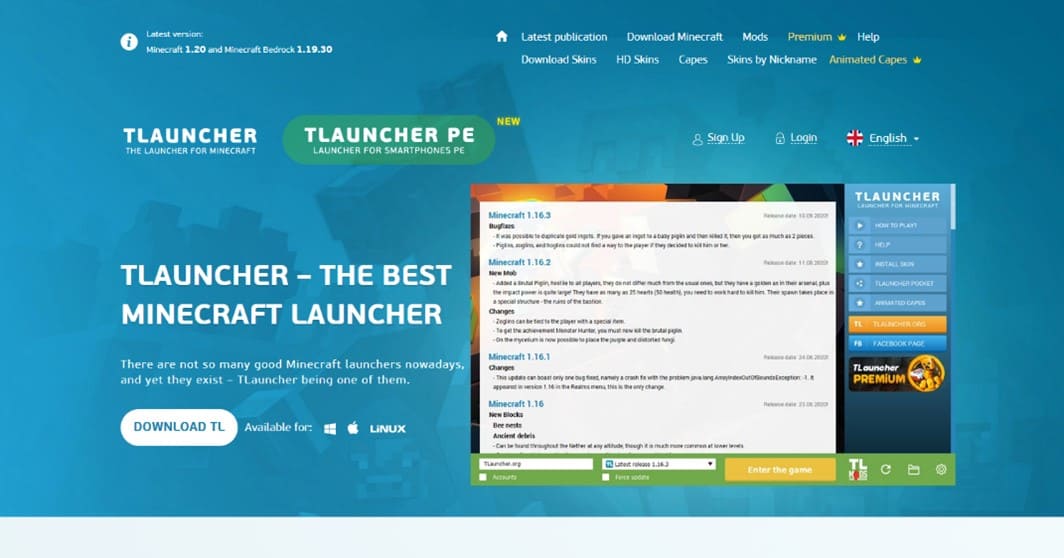 Latest version:
Minecraft 1.20 and Minecraft Bedrock 1.19.30
Latest publication Download Minecraft Mods Premium Help
Download Skins HD Skins Capes Skins by Nickname Animated Capes
TLAUNCHER
THE LAUNCHER FOR MINECRAFT
TLAUNCHER PE
LAUNCHER FOR SMARTPHONES PE
NEW
Sign Up Login English
TLAUNCHER – THE BEST
MINECRAFT LAUNCHER
There are not so many good Minecraft launchers nowadays,
and yet they exist – TLauncher being one of them.
DOWNLOAD TL Available for: LINUX
Minecraft 1.16.3 Release date
Bugfixes
- It was possible to duplicate gold ingots. If you gave an ingot to a baby piglin and then killed it, then you got as much as 2 pieces.
- Piglins, zoglins, and hoglins could not find a way to the player if they decided to kill him or her.
Minecraft 1.16.2 Release date
New Mob
- Added a Brutal Piglin, hostile to all players, they do not differ much from the usual ones, but they have a golden ax in their arsenal, plus
the impact power is quite large! They have as many as 25 hearts (50 health), you need to work hard to kill him. Their spawn takes place in
a special structure - the ruins of the bastion.
Changes
- Zoglins can be tied to the player with a special item.
- To get the achievement Monster Hunter, you must now kill the brutal piglin.
- On the mycelium is now possible to place the purple and distorted fungi.
Minecraft 1.16.1 Release date
Changes
- This update can boast only one bug fixed, namely a crash fix with the problem java.lang.ArrayIndexOutOfBoundsException: -1. It
appeared in version 1.16 in the Realms menu, this is the only change.
Minecraft 1.16 Release date
New Blocks
Bee nests
Ancient debris
- Can be found throughout the Nether at any altitude, though it is much more common at lower levels.
TLAUNCHER
LAUNCHER FOR MINECRAFT
HOW TO PLAY?
HELP
INSTALL SKIN
TLAUNCHER POCKET
ANIMATED CAPES
TL TLAUNCHER.ORG
FB FACEBOOK PAGE
TLauncher
PREMIUM
TLauncher.org
Accounts
TL Latest release 1.16.3
Force update
Enter the game
TL